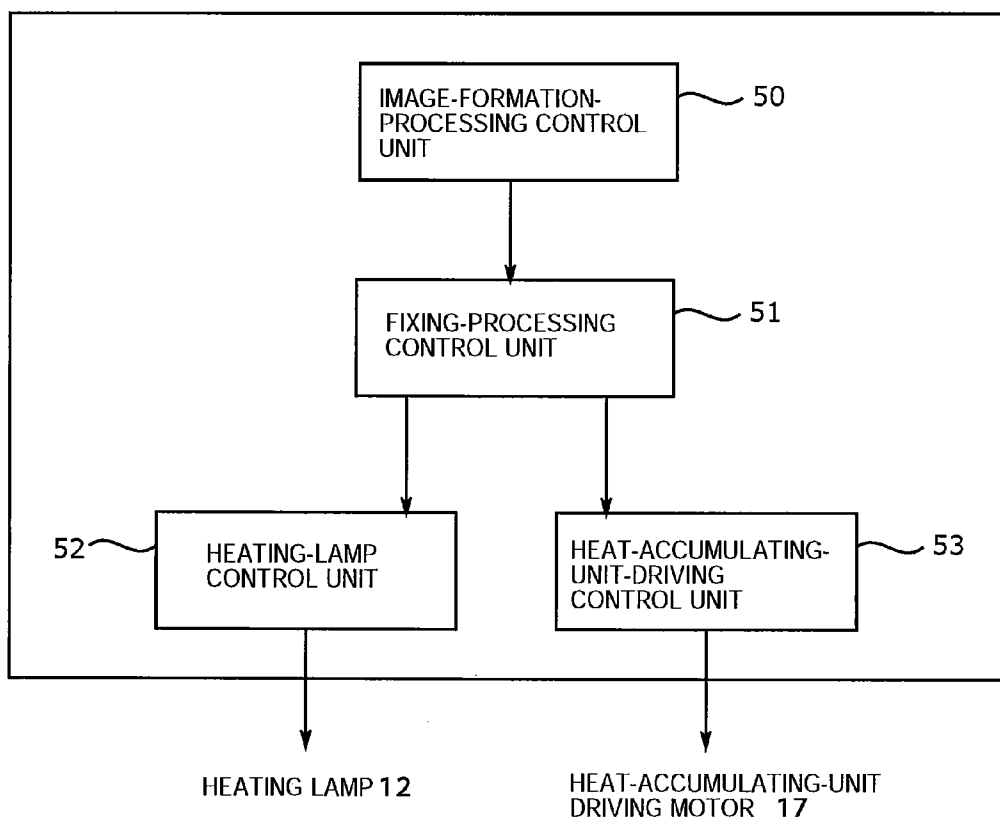 IMAGE-FORMATION-
PROCESSING CONTROL
UNIT
50
FIXING-PROCESSING
CONTROL UNIT
51
52
HEATING-LAMP
CONTROL UNIT
HEAT-ACCUMULATING-
UNIT-DRIVING
CONTROL UNIT
53
HEATING LAMP 12
HEAT-ACCUMULATING-UNIT
DRIVING MOTOR 17